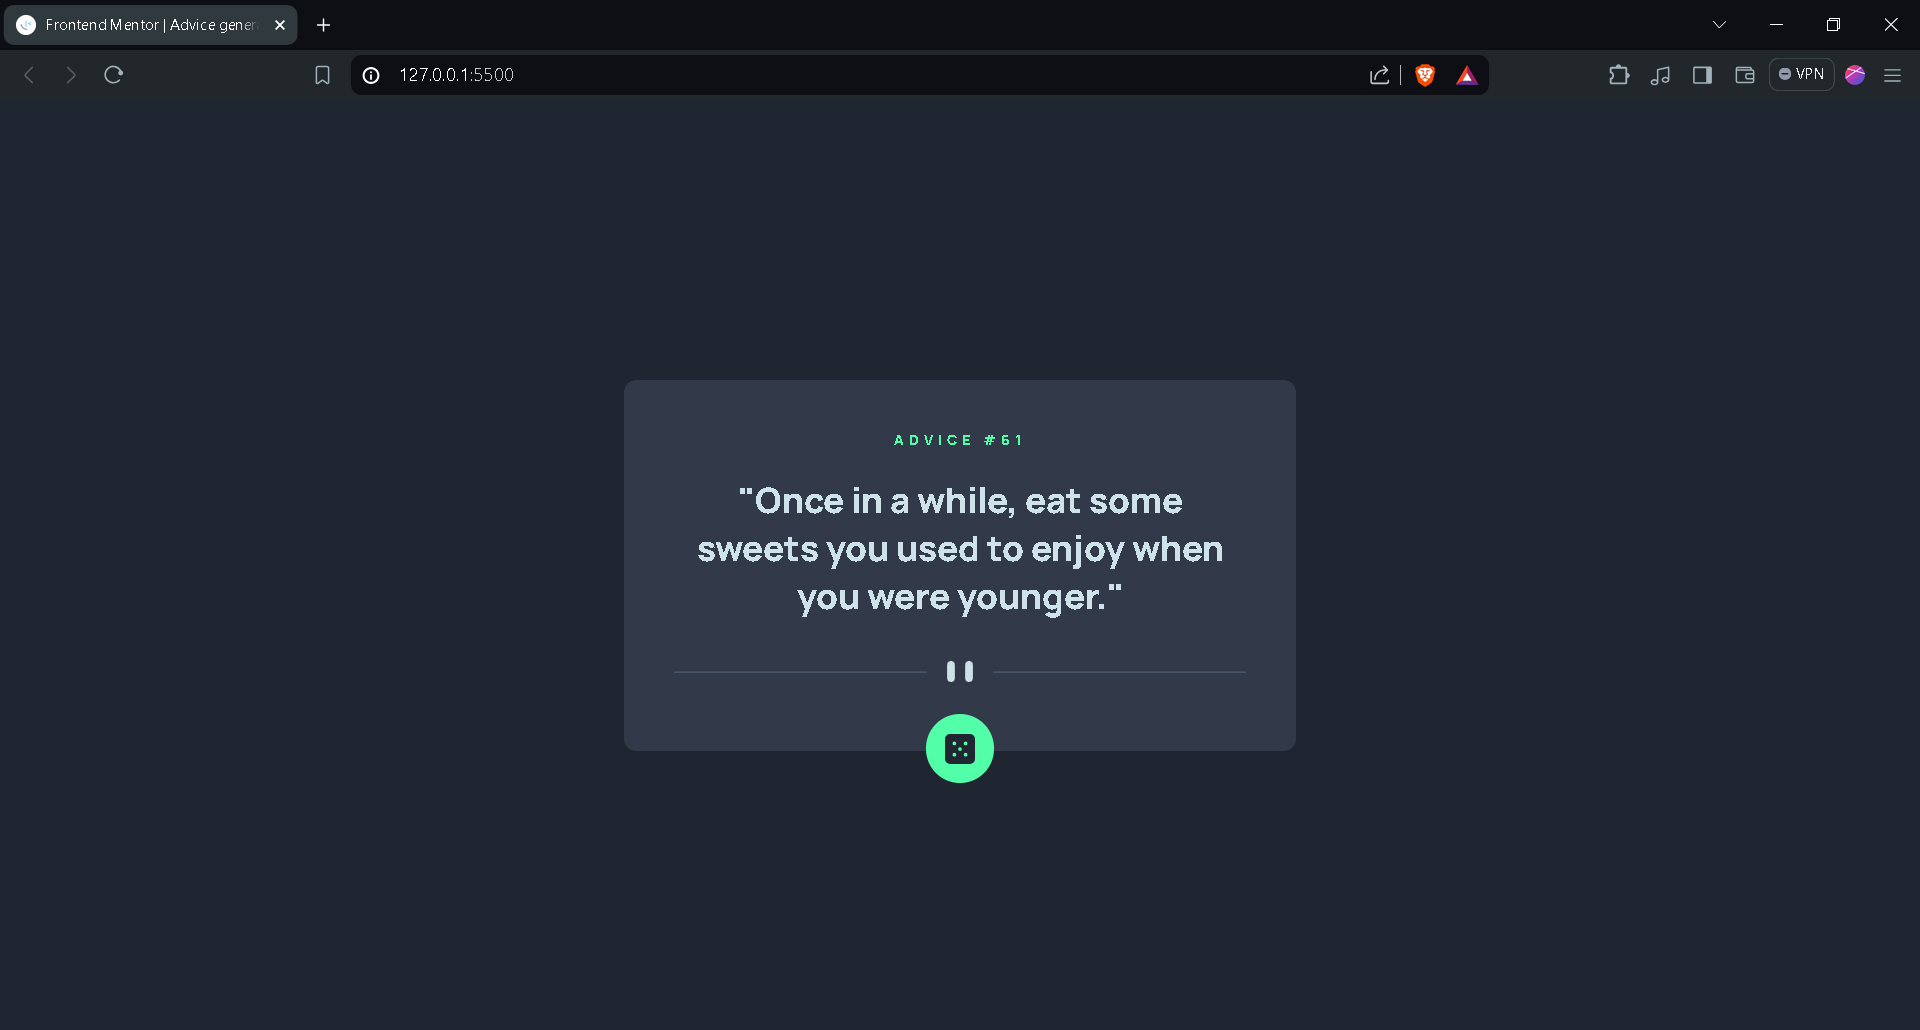 Frontend Mentor | Advice gener
127.0.0.1:5500
VPN
ADVICE #61
"Once in a while, eat some
sweets you used to enjoy when
you were younger."